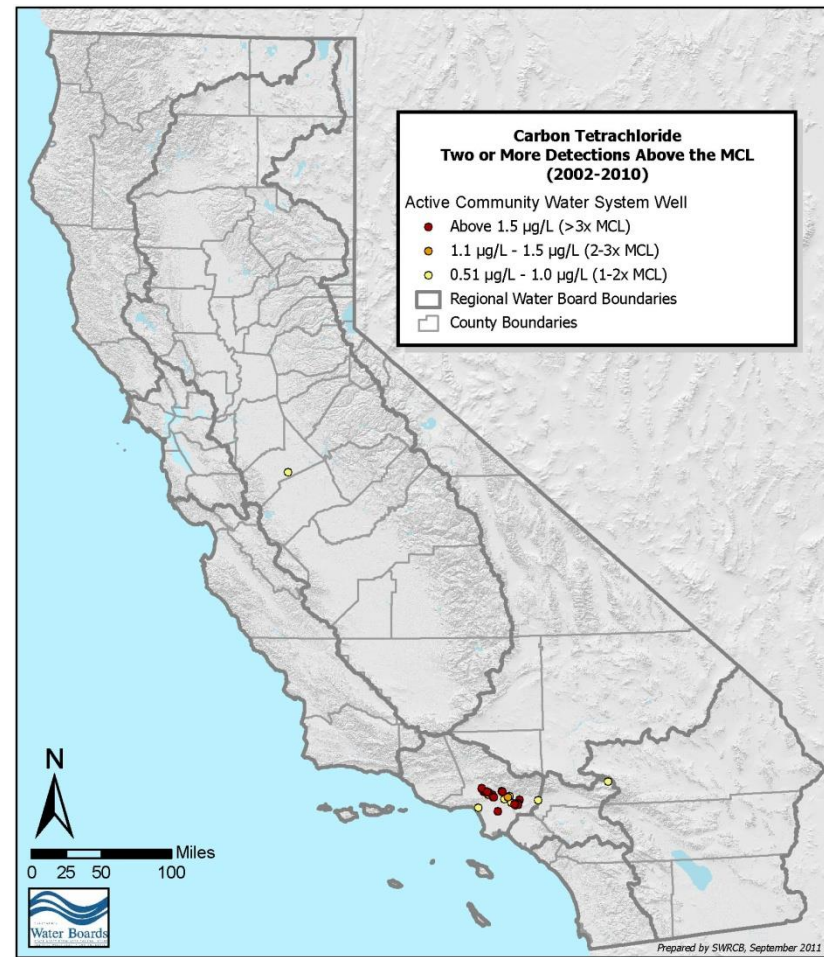 Carbon Tetrachloride
Two or More Detections Above the MCL
(2002-2010)
Active Community Water System Well
Above 1.5 µg/L (>3x MCL)
1.1 µg/L - 1.5 µg/L (2-3x MCL)
0.51 µg/L - 1.0 µg/L (1-2x MCL)
Regional Water Board Boundaries
County Boundaries
N
Miles
0 25 50 100
Water Boards
Prepared by SWRCB, September 2011